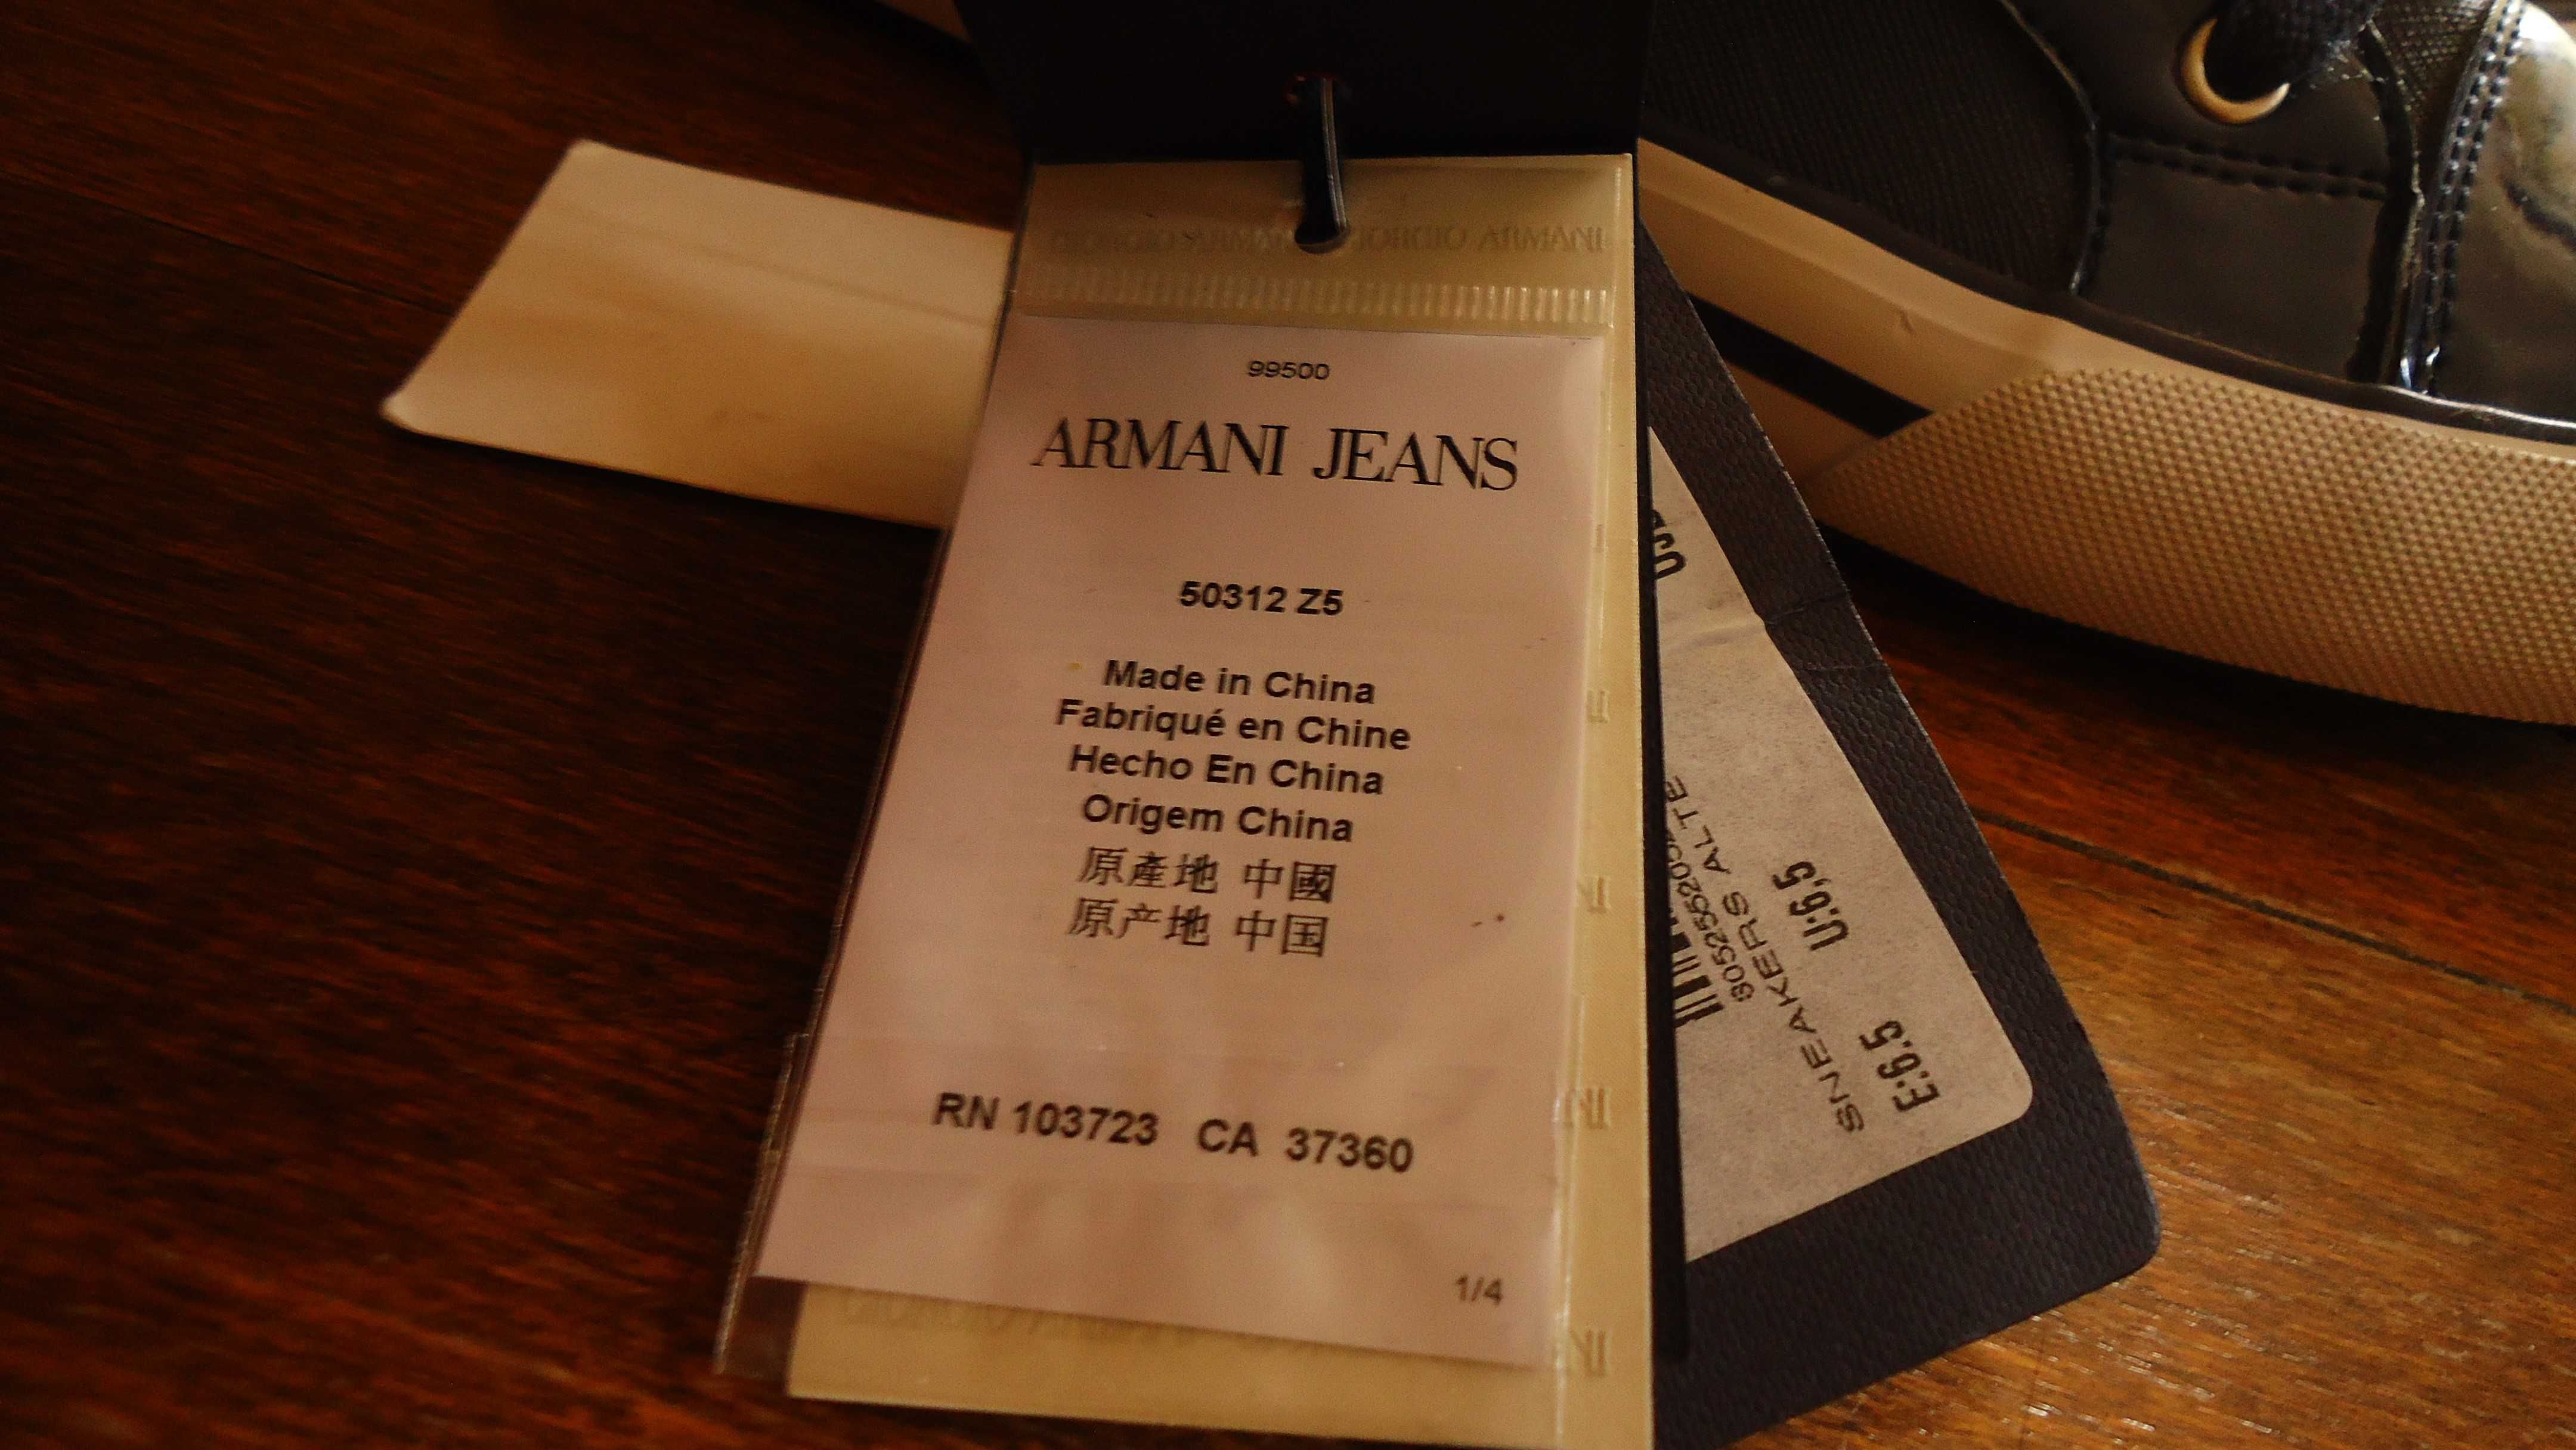 GIORGIO ARMANI GIORGIO ARMANI
99500
ARMANI JEANS
50312 Z5
Made in China
Fabriqué en Chine
Hecho En China
Origem China
原產地 中國
原产地 中国
RN 103723 CA 37360
1/4
SNEAKERS ALTE
E:6.5 U:6,5